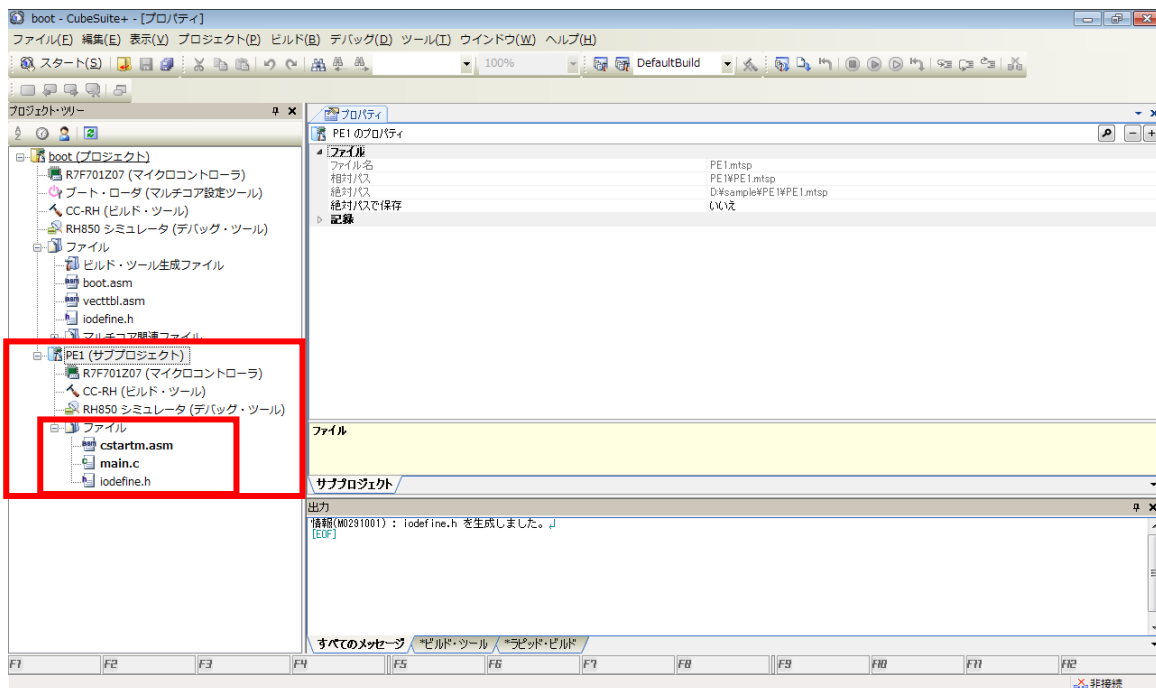 boot - CubeSuite+ - [プロパティ]
ファイル(F) 編集(E) 表示(V) プロジェクト(P) ビルド(B) デバッグ(D) ツール(T) ウインドウ(W) ヘルプ(H)
スタート(S) 100% DefaultBuild
プロジェクト・ツリー
boot (プロジェクト)
R7F701Z07 (マイクロコントローラ)
ブート・ローダ (マルチコア設定ツール)
CC-RH (ビルド・ツール)
RH850 シミュレータ (デバッグ・ツール)
ファイル
ビルド・ツール生成ファイル
boot.asm
vecttbl.asm
iodefine.h
マルチコア関連ファイル
PE1 (サブプロジェクト)
R7F701Z07 (マイクロコントローラ)
CC-RH (ビルド・ツール)
RH850 シミュレータ (デバッグ・ツール)
ファイル
cstartm.asm
main.c
iodefine.h
プロパティ
PE1 のプロパティ
ファイル
ファイル名 PE1.mtsp
相対パス PE1¥PE1.mtsp
絶対パス D:¥sample¥PE1¥PE1.mtsp
絶対パスで保存 いいえ
記録
ファイル
サブプロジェクト
出力
情報(M0291001) : iodefine.h を生成しました。↲
[EOF]
すべてのメッセージ *ビルド・ツール *ラピッド・ビルド
F1 F2 F3 F4 F5 F6 F7 F8 F9 F10 F11 F12
非接続